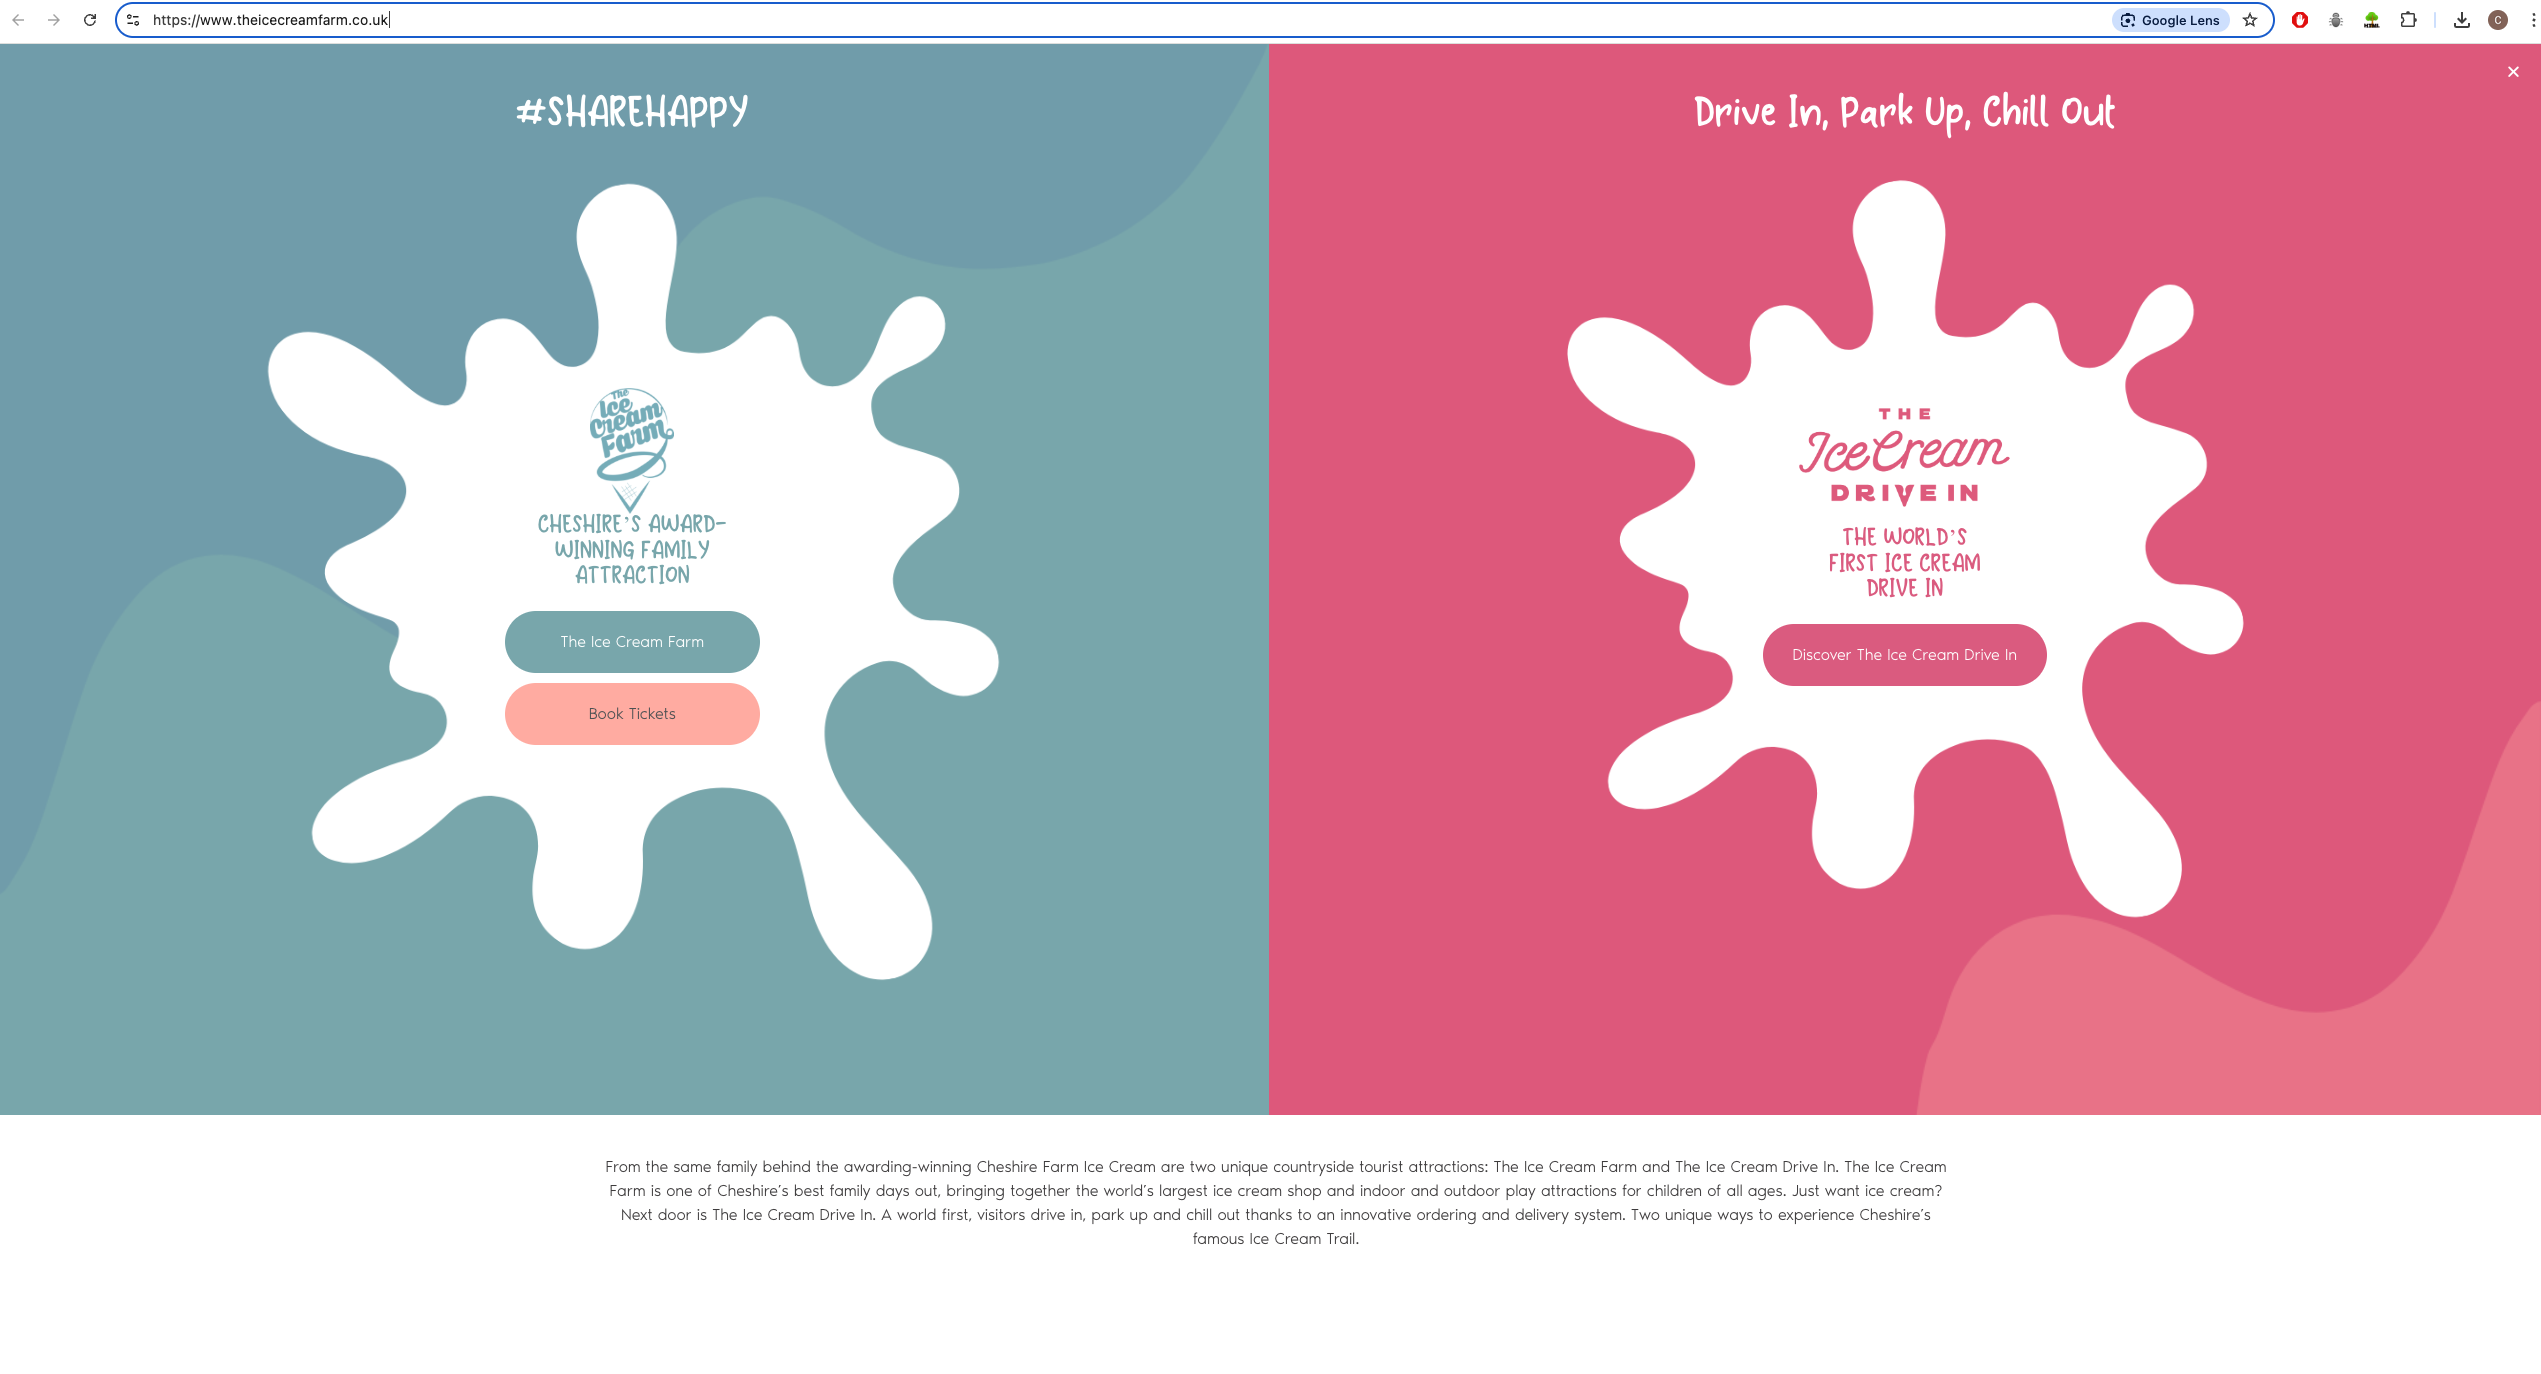 https://www.theicecreamfarm.co.uk
Google Lens
HTML
C
#SHAREHAPPY
The
Ice
Cream
Farm
CHESHIRE'S AWARD-
WINNING FAMILY
ATTRACTION
The Ice Cream Farm
Book Tickets
Drive In, Park Up, Chill Out
THE
Ice Cream
DRIVE IN
THE WORLD'S
FIRST ICE CREAM
DRIVE IN
Discover The Ice Cream Drive In
From the same family behind the awarding-winning Cheshire Farm Ice Cream are two unique countryside tourist attractions: The Ice Cream Farm and The Ice Cream Drive In. The Ice Cream
Farm is one of Cheshire's best family days out, bringing together the world's largest ice cream shop and indoor and outdoor play attractions for children of all ages. Just want ice cream?
Next door is The Ice Cream Drive In. A world first, visitors drive in, park up and chill out thanks to an innovative ordering and delivery system. Two unique ways to experience Cheshire's
famous Ice Cream Trail.